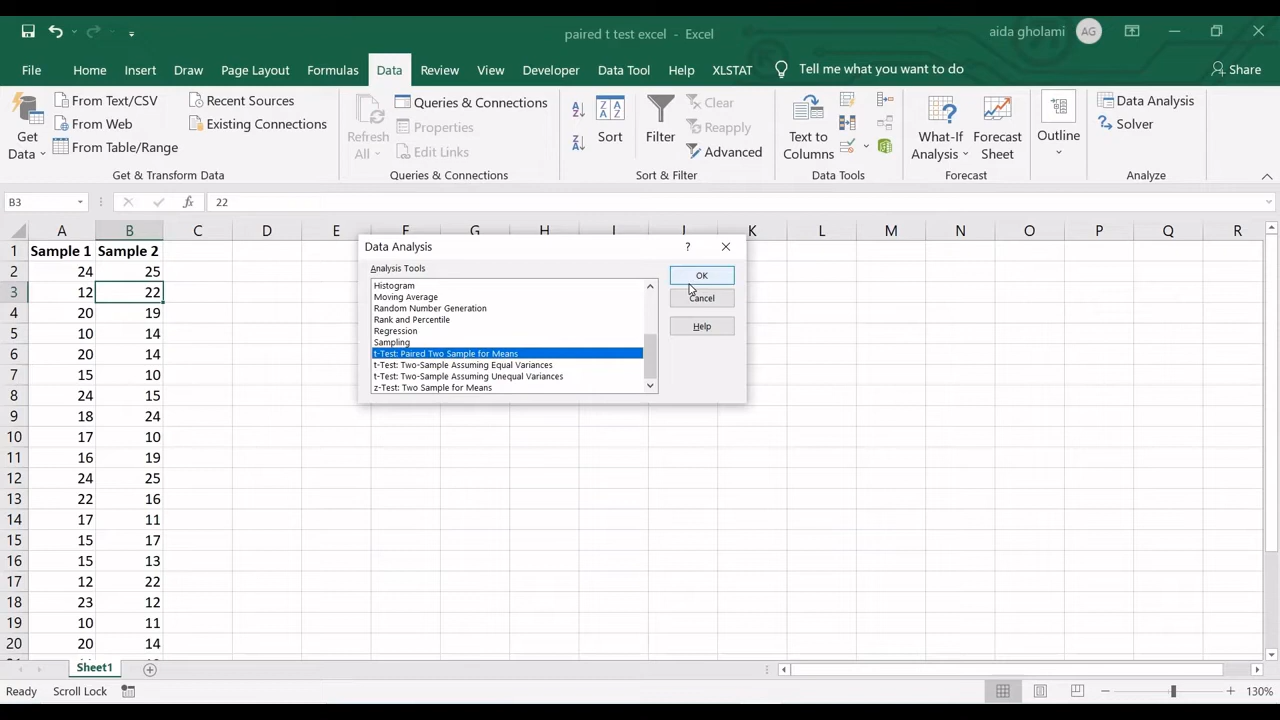 paired t test excel - Excel
aida gholami AG
File Home Insert Draw Page Layout Formulas Data Review View Developer Data Tool Help XLSTAT Tell me what you want to do Share
Get Data
From Text/CSV
From Web
From Table/Range
Recent Sources
Existing Connections
Get & Transform Data
Refresh All
Queries & Connections
Properties
Edit Links
Queries & Connections
Sort
Filter
Clear
Reapply
Advanced
Sort & Filter
Text to Columns
Data Tools
What-If Analysis
Forecast Sheet
Forecast
Outline
Data Analysis
Solver
Analyze
B3 fx 22
A B C D E F G H I J K L M N O P Q R
1 Sample 1 Sample 2
2 24 25
3 12 22
4 20 19
5 10 14
6 20 14
7 15 10
8 24 15
9 18 24
10 17 10
11 16 19
12 24 25
13 22 16
14 17 11
15 15 17
16 15 13
17 12 22
18 23 12
19 10 11
20 20 14
Data Analysis ?
Analysis Tools
Histogram
Moving Average
Random Number Generation
Rank and Percentile
Regression
Sampling
t-Test: Paired Two Sample for Means
t-Test: Two-Sample Assuming Equal Variances
t-Test: Two-Sample Assuming Unequal Variances
z-Test: Two Sample for Means
OK
Cancel
Help
Sheet1
Ready Scroll Lock 130%